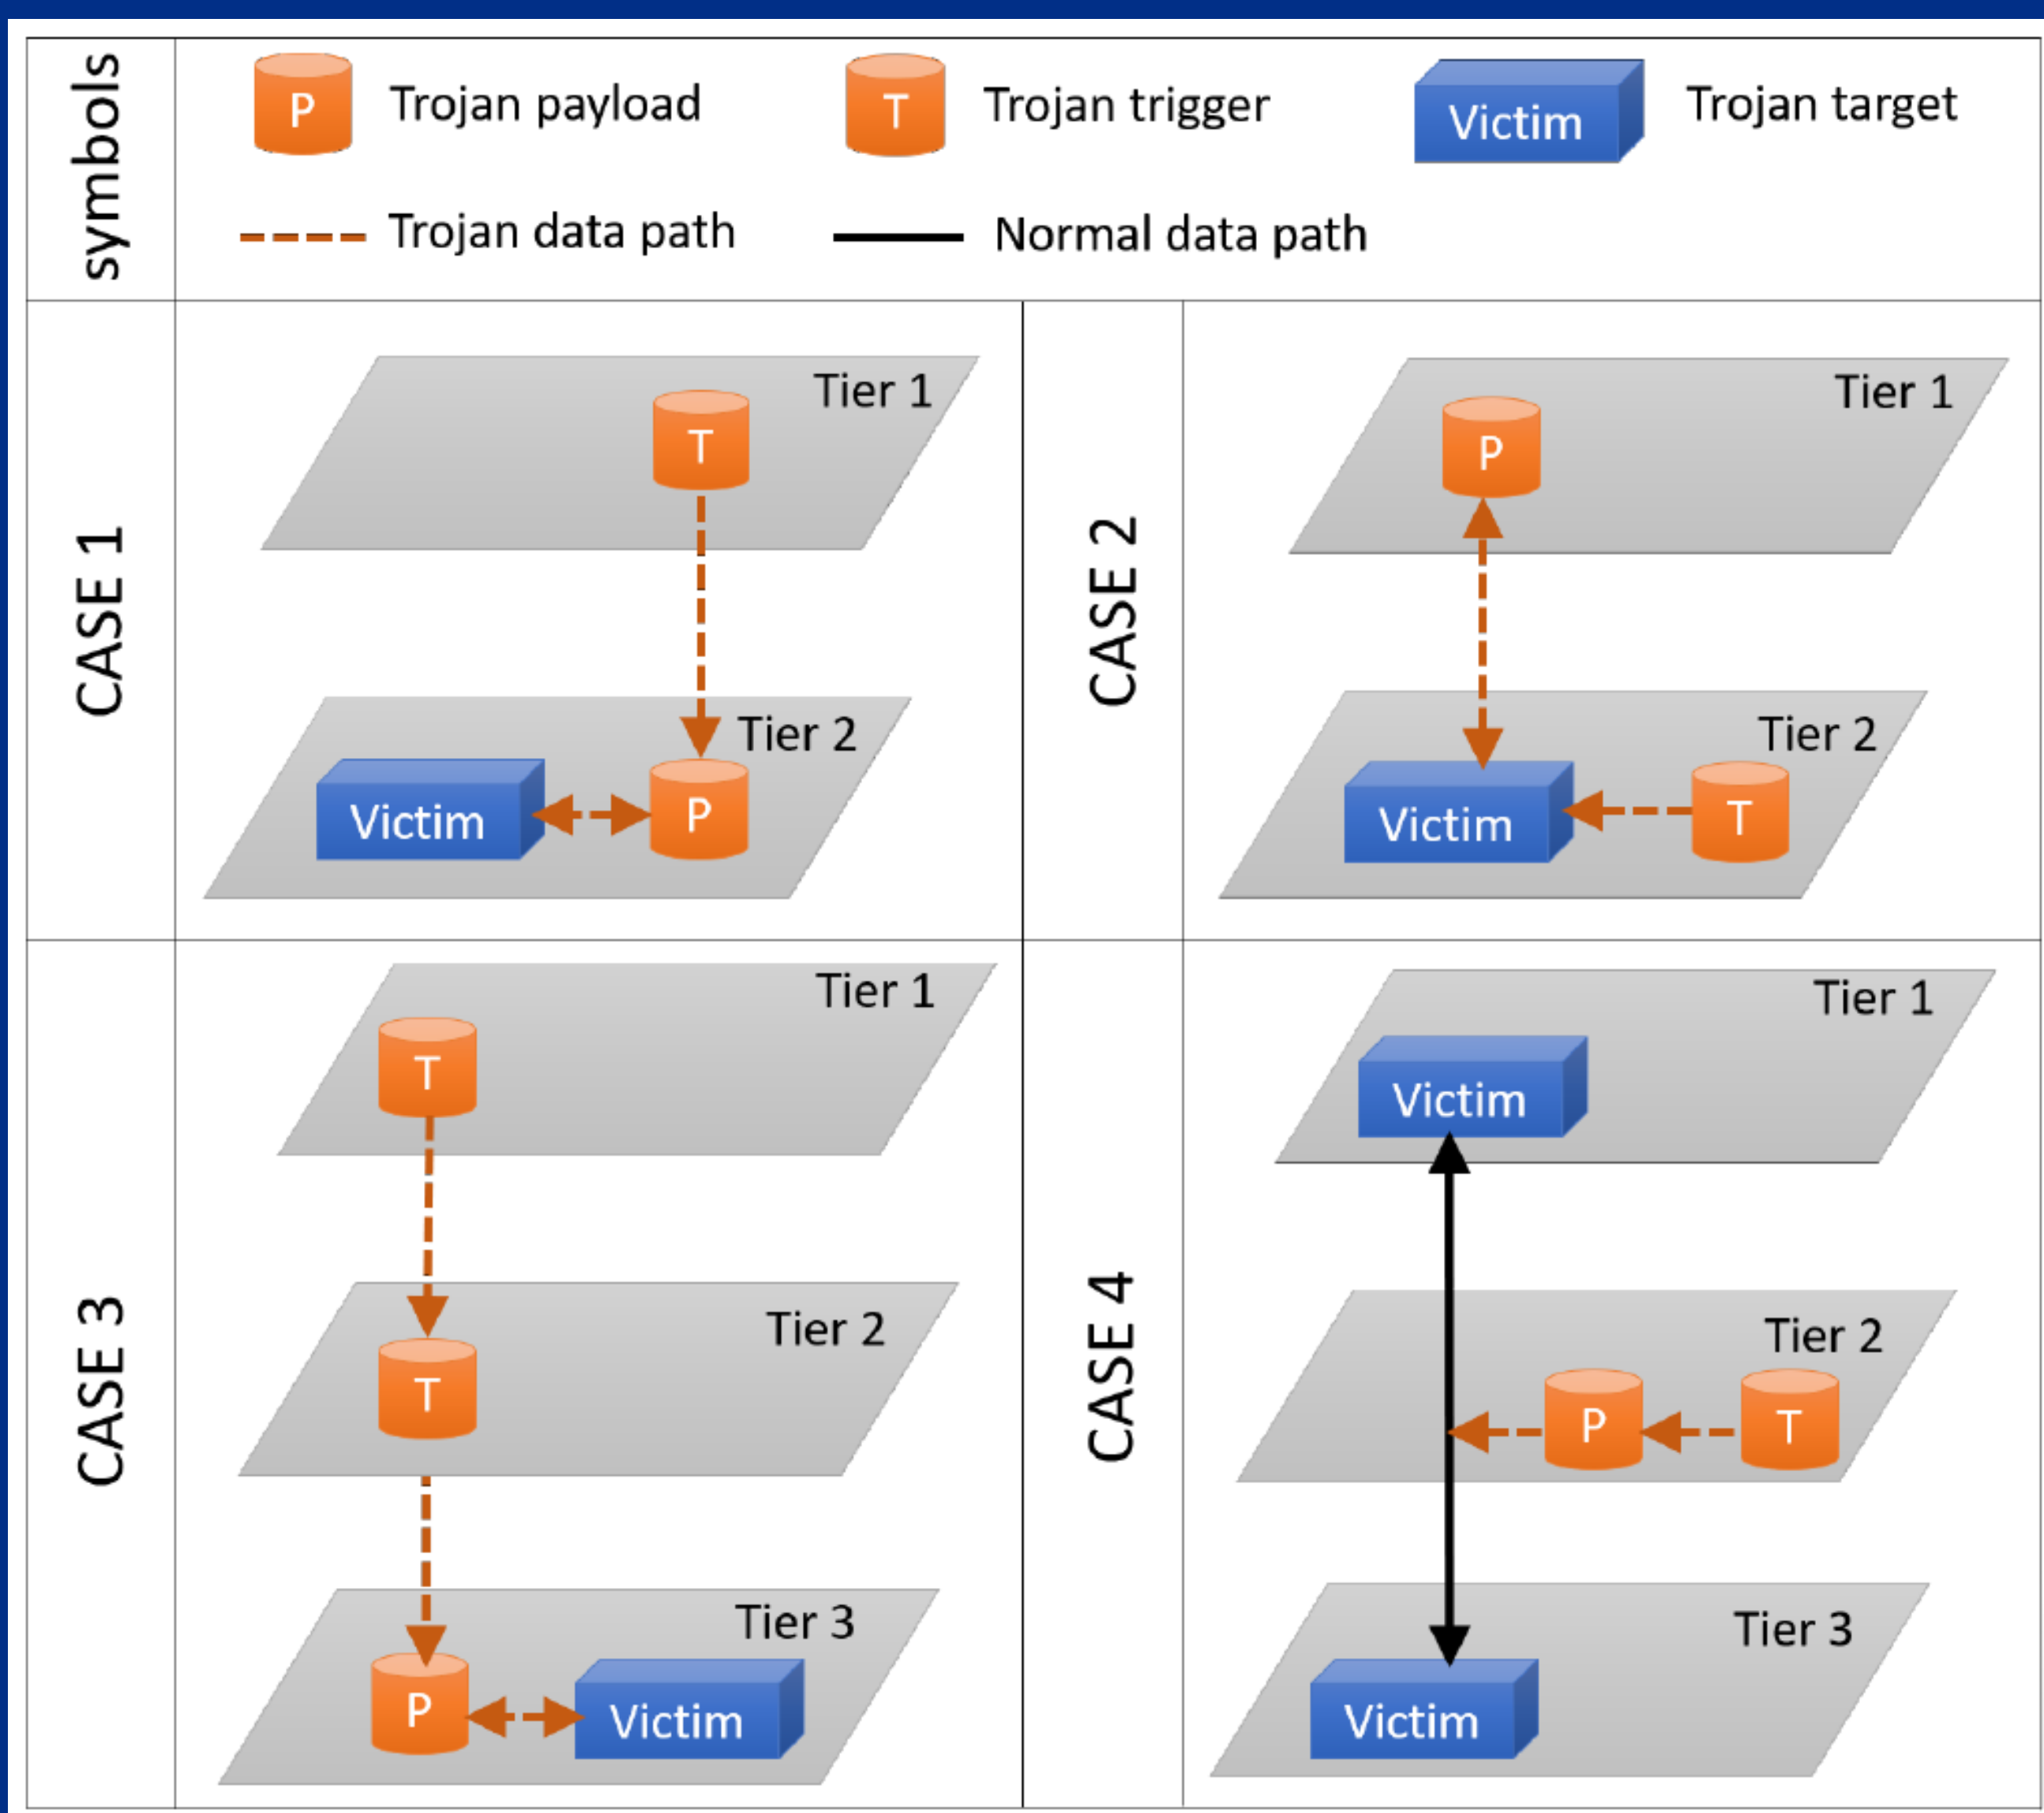 symbols
P Trojan payload T Trojan trigger Victim Trojan target
Trojan data path Normal data path
CASE 1
Tier 1
T
Tier 2
Victim P
CASE 2
Tier 1
P
Tier 2
Victim T
CASE 3
Tier 1
T
Tier 2
T
Tier 3
P Victim
CASE 4
Tier 1
Victim
Tier 2
P T
Tier 3
Victim